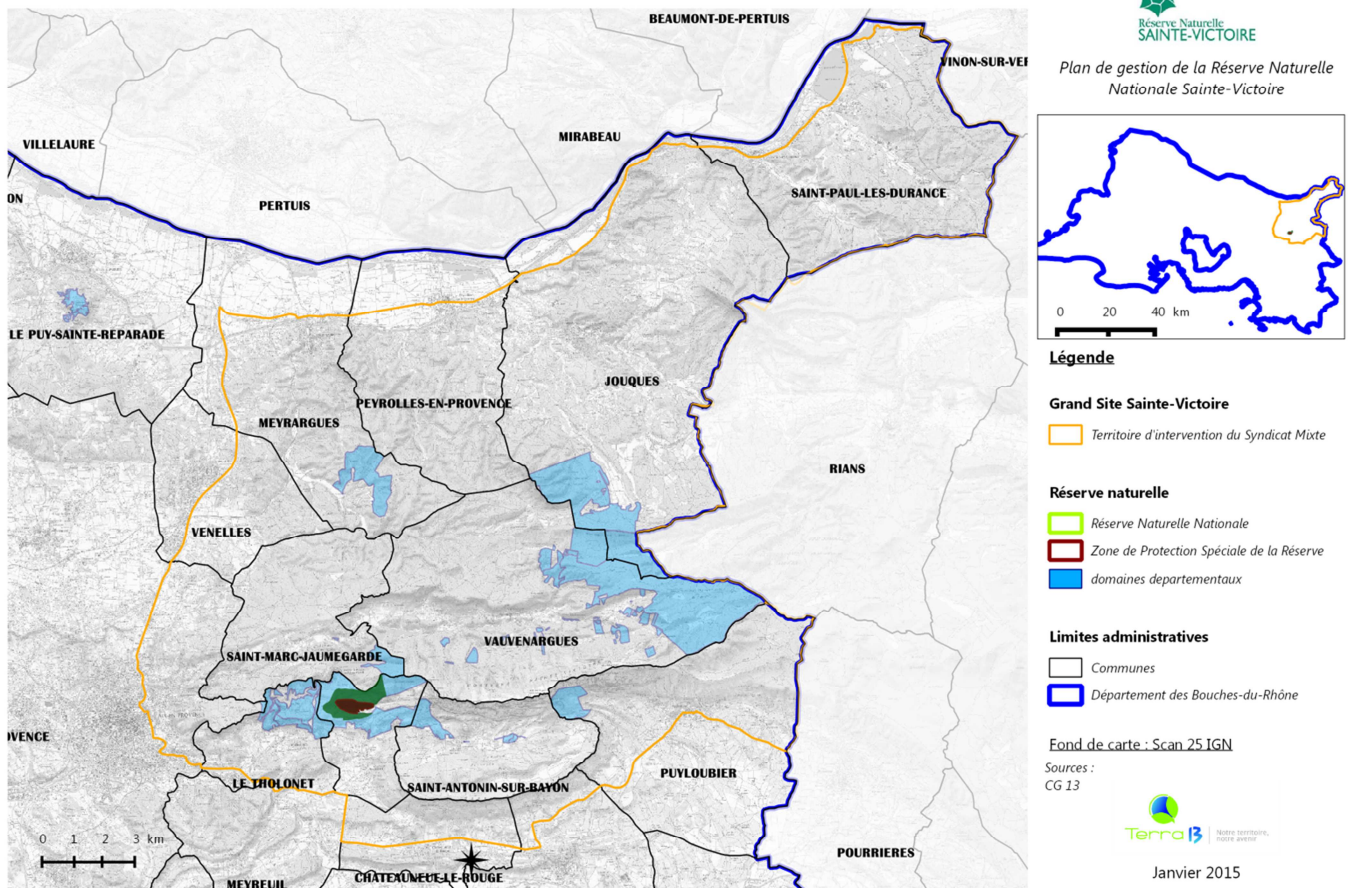 BEAUMONT-DE-PERTUIS
VINON-SUR-VER
MIRABEAU
VILLELAURE
ON
PERTUIS
SAINT-PAUL-LES-DURANCE
LE PUY-SAINTE-REPARADE
JOUQUES
PEYROLLES-EN-PROVENCE
MEYRARGUES
RIANS
VENELLES
VAUVENARGUES
SAINT-MARC-JAUMEGARDE
OVENCE
LE THOLONET
SAINT-ANTONIN-SUR-BAYON
PUYLOUBIER
POURRIERES
CHATEAUNEUF-LE-ROUGE
MEYREUIL
0 1 2 3 km
Réserve Naturelle
SAINTE-VICTOIRE
Plan de gestion de la Réserve Naturelle
Nationale Sainte-Victoire
0 20 40 km
Légende
Grand Site Sainte-Victoire
Territoire d'intervention du Syndicat Mixte
Réserve naturelle
Réserve Naturelle Nationale
Zone de Protection Spéciale de la Réserve
domaines departementaux
Limites administratives
Communes
Département des Bouches-du-Rhône
Fond de carte : Scan 25 IGN
Sources :
CG 13
Terra 13
Notre territoire,
notre avenir
Janvier 2015